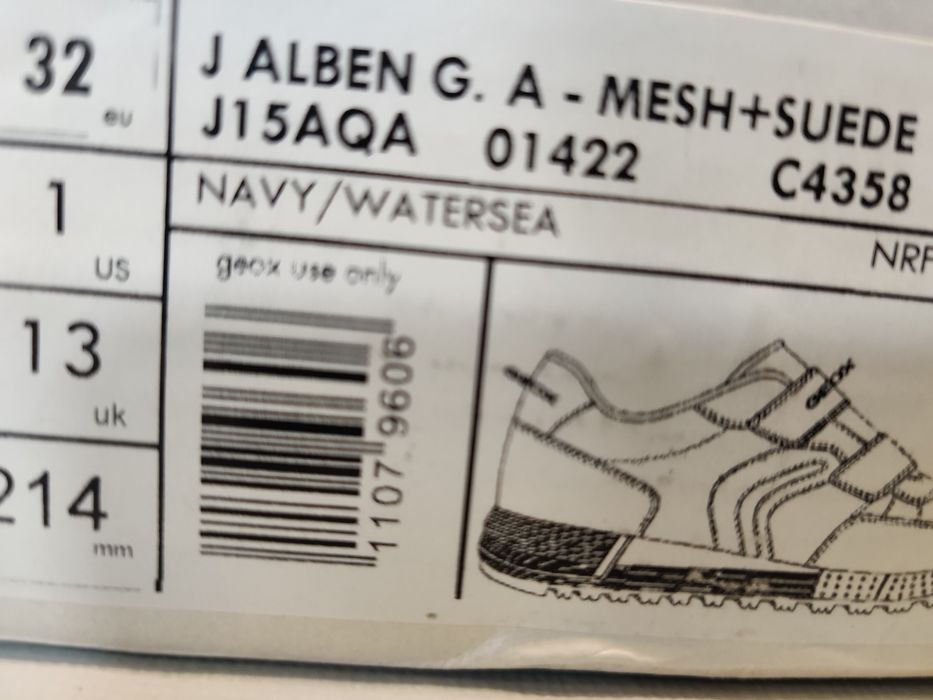 32
eu
1
US
13
uk
214
mm
J ALBEN G. A - MESH+SUEDE
J15AQA 01422 C4358
NAVY/WATERSEA
NRF
geox use only
1107 9606
GEOX